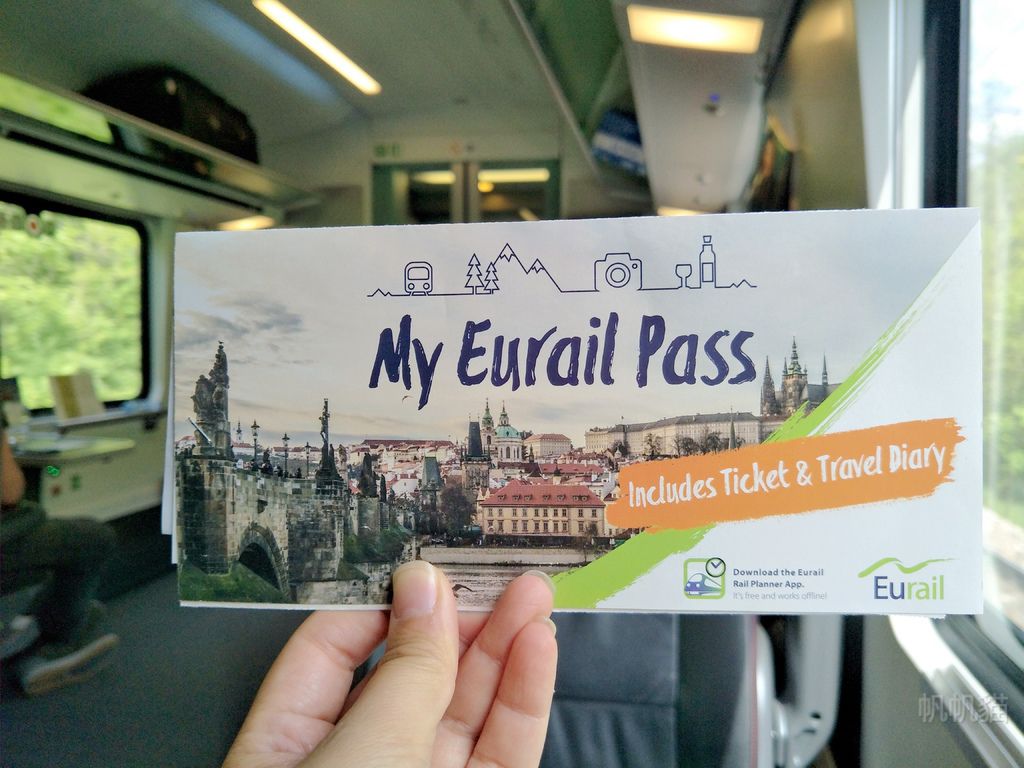 My Eurail Pass
Includes Ticket & Travel Diary
Download the Eurail
Rail Planner App.
It's free and works offline!
Eurail
帆帆貓